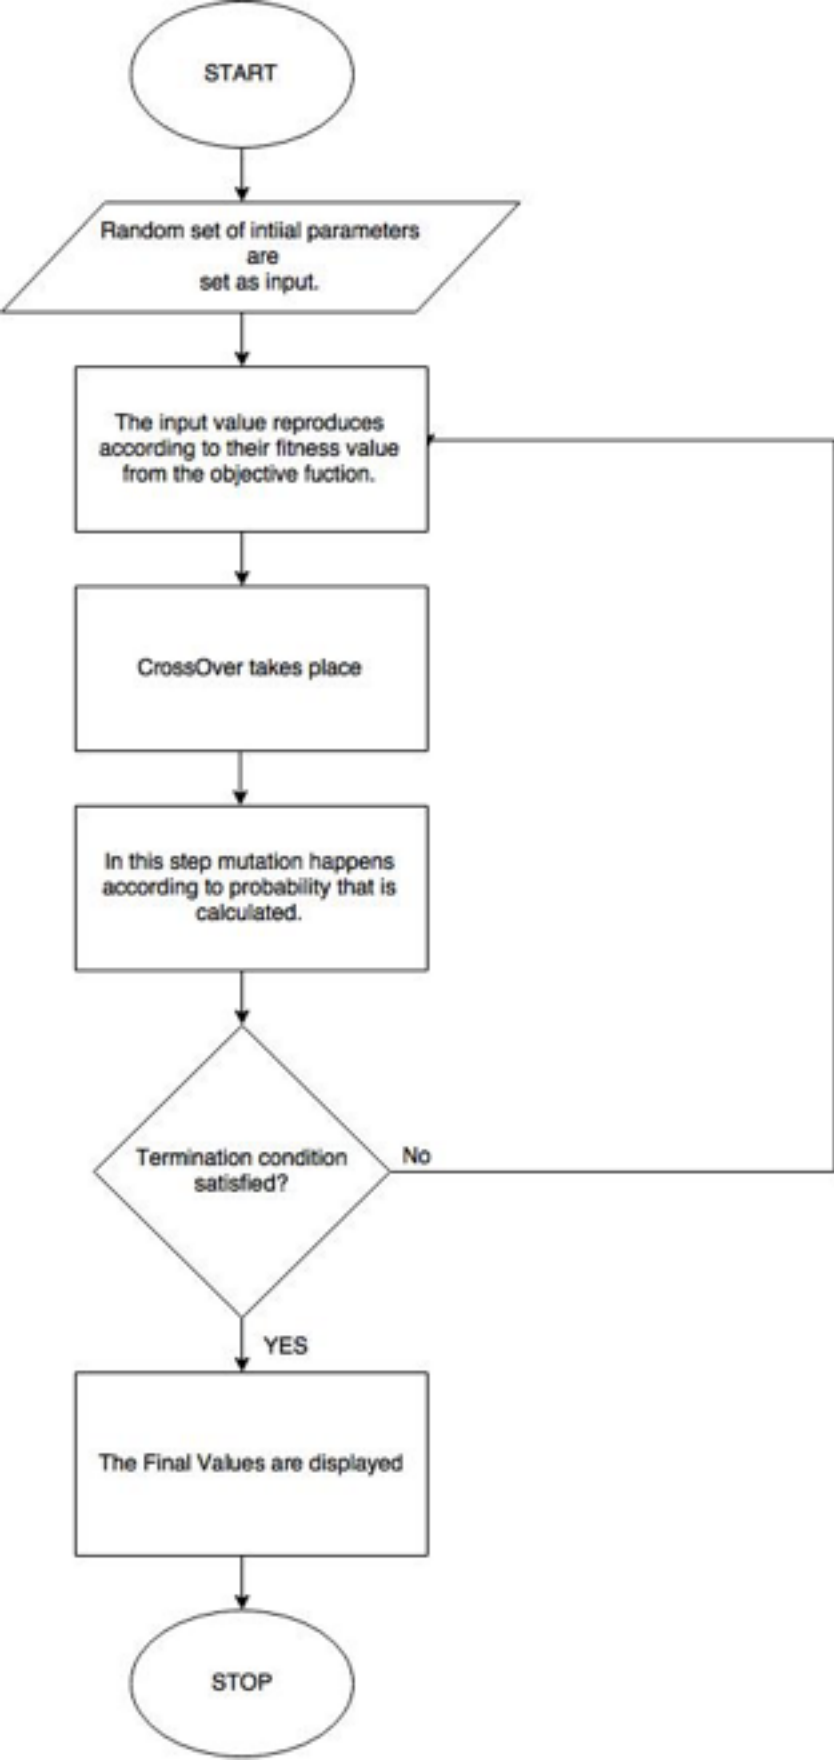 START
Random set of intiial parameters
are
set as input.
The input value reproduces
according to their fitness value
from the objective fuction.
CrossOver takes place
In this step mutation happens
according to probability that is
calculated.
Termination condition
satisfied?
No
YES
The Final Values are displayed
STOP